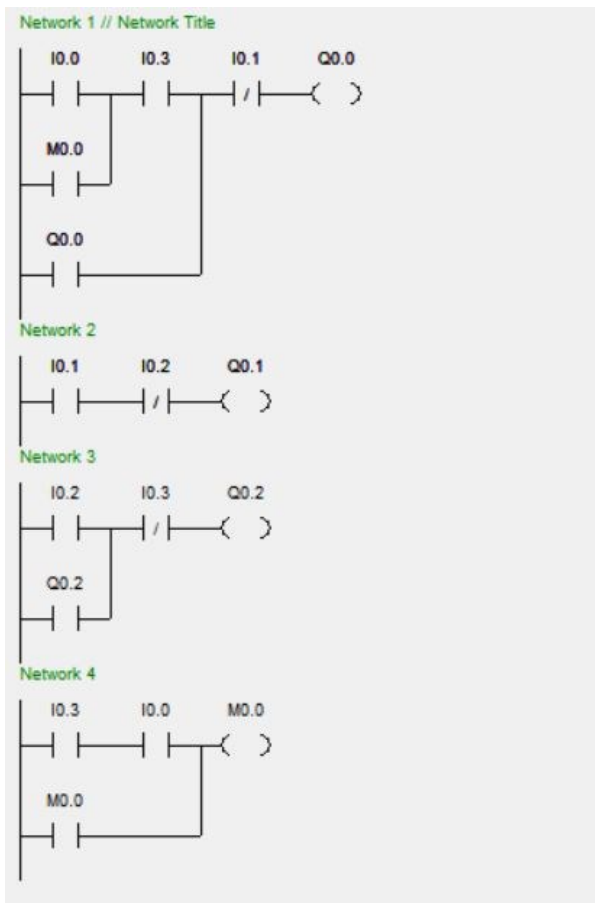 Network 1 // Network Title
I0.0 I0.3 I0.1 Q0.0
M0.0
Q0.0
Network 2
I0.1 I0.2 Q0.1
Network 3
I0.2 I0.3 Q0.2
Q0.2
Network 4
I0.3 I0.0 M0.0
M0.0